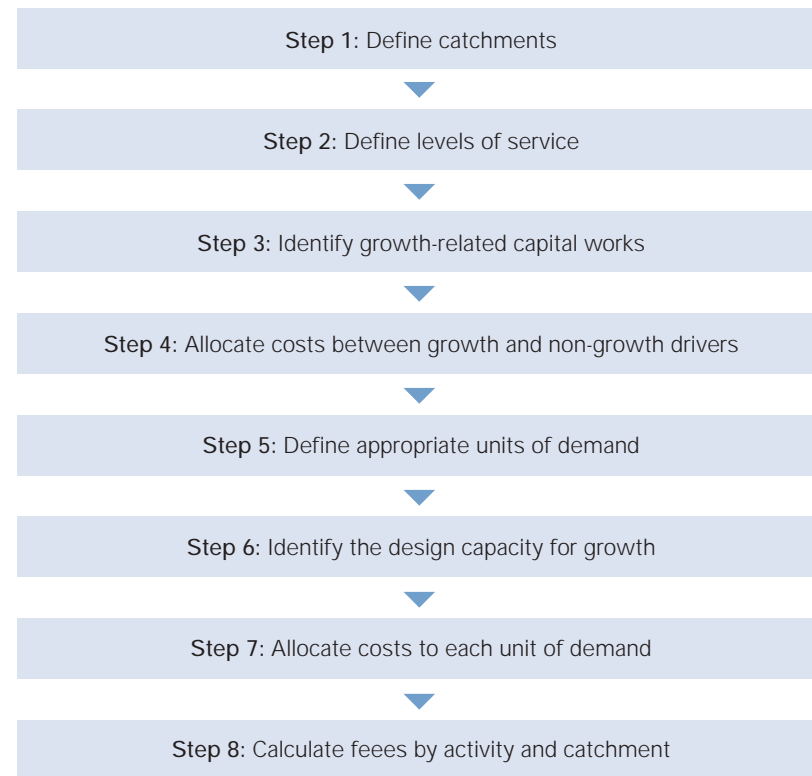 Step 1: Define catchments
Step 2: Define levels of service
Step 3: Identify growth-related capital works
Step 4: Allocate costs between growth and non-growth drivers
Step 5: Define appropriate units of demand
Step 6: Identify the design capacity for growth
Step 7: Allocate costs to each unit of demand
Step 8: Calculate feees by activity and catchment